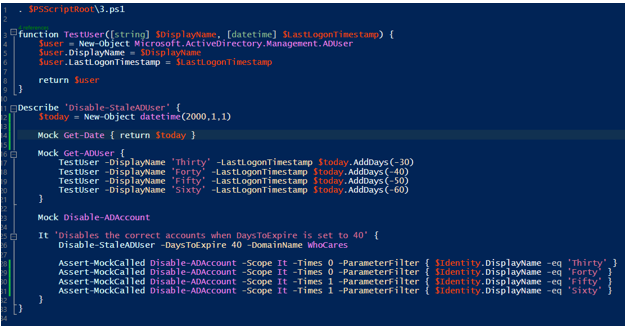 . $PSScriptRoot\3.ps1
function TestUser([string] $DisplayName, [datetime] $LastLogonTimestamp) {
$user = New-Object Microsoft.ActiveDirectory.Management.ADUser
$user.DisplayName = $DisplayName
$user.LastLogonTimestamp = $LastLogonTimestamp
return $user
}
Describe 'Disable-StaleADUser' {
$today = New-Object datetime(2000,1,1)
Mock Get-Date { return $today }
Mock Get-ADUser {
TestUser -DisplayName 'Thirty' -LastLogonTimestamp $today.AddDays(-30)
TestUser -DisplayName 'Forty' -LastLogonTimestamp $today.AddDays(-40)
TestUser -DisplayName 'Fifty' -LastLogonTimestamp $today.AddDays(-50)
TestUser -DisplayName 'Sixty' -LastLogonTimestamp $today.AddDays(-60)
}
Mock Disable-ADAccount
It 'Disables the correct accounts when DaysToExpire is set to 40' {
Disable-StaleADUser -DaysToExpire 40 -DomainName WhoCares
Assert-MockCalled Disable-ADAccount -Scope It -Times 0 -ParameterFilter { $Identity.DisplayName -eq 'Thirty' }
Assert-MockCalled Disable-ADAccount -Scope It -Times 0 -ParameterFilter { $Identity.DisplayName -eq 'Forty' }
Assert-MockCalled Disable-ADAccount -Scope It -Times 1 -ParameterFilter { $Identity.DisplayName -eq 'Fifty' }
Assert-MockCalled Disable-ADAccount -Scope It -Times 1 -ParameterFilter { $Identity.DisplayName -eq 'Sixty' }
}
}